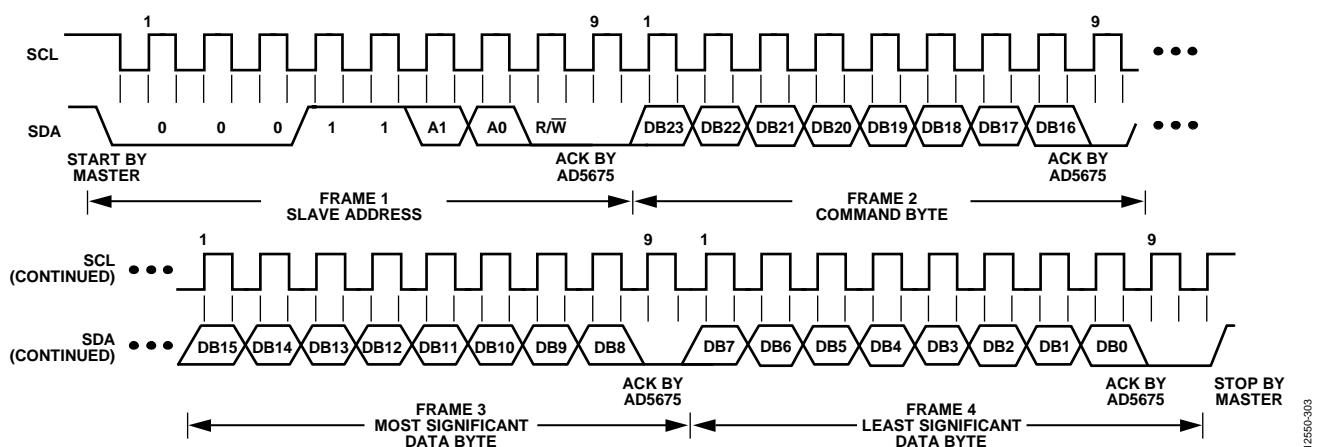 1 9 1 9
SCL
SDA 0 0 0 1 1 A1 A0 R/W̅ DB23 DB22 DB21 DB20 DB19 DB18 DB17 DB16
START BY
MASTER
ACK BY
AD5675
ACK BY
AD5675
FRAME 1
SLAVE ADDRESS
FRAME 2
COMMAND BYTE
1 9 1 9
SCL
(CONTINUED)
SDA
(CONTINUED)
DB15 DB14 DB13 DB12 DB11 DB10 DB9 DB8 DB7 DB6 DB5 DB4 DB3 DB2 DB1 DB0
ACK BY
AD5675
ACK BY
AD5675
STOP BY
MASTER
FRAME 3
MOST SIGNIFICANT
DATA BYTE
FRAME 4
LEAST SIGNIFICANT
DATA BYTE
12550-303